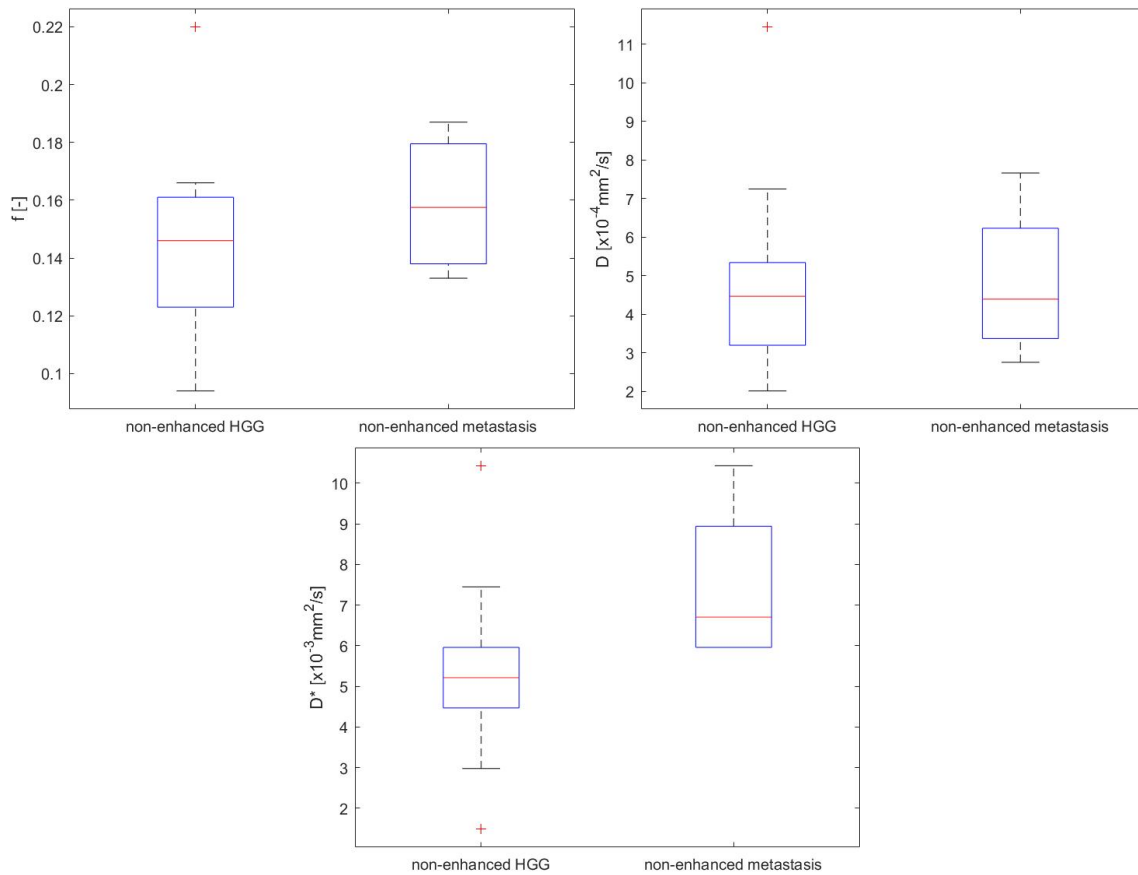 0.22
0.2
0.18
0.16
0.14
0.12
0.1
f [-]
non-enhanced HGG
non-enhanced metastasis
11
10
9
8
7
6
5
4
3
2
D [x10⁻⁴mm²/s]
non-enhanced HGG
non-enhanced metastasis
10
9
8
7
6
5
4
3
2
D* [x10⁻³mm²/s]
non-enhanced HGG
non-enhanced metastasis